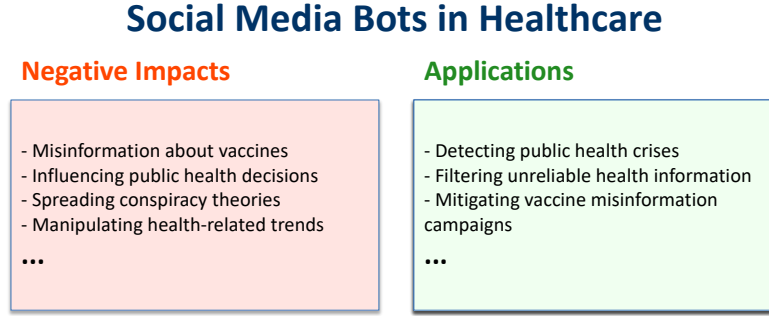 Social Media Bots in Healthcare
Negative Impacts
- Misinformation about vaccines
- Influencing public health decisions
- Spreading conspiracy theories
- Manipulating health-related trends
...
Applications
- Detecting public health crises
- Filtering unreliable health information
- Mitigating vaccine misinformation
campaigns
...